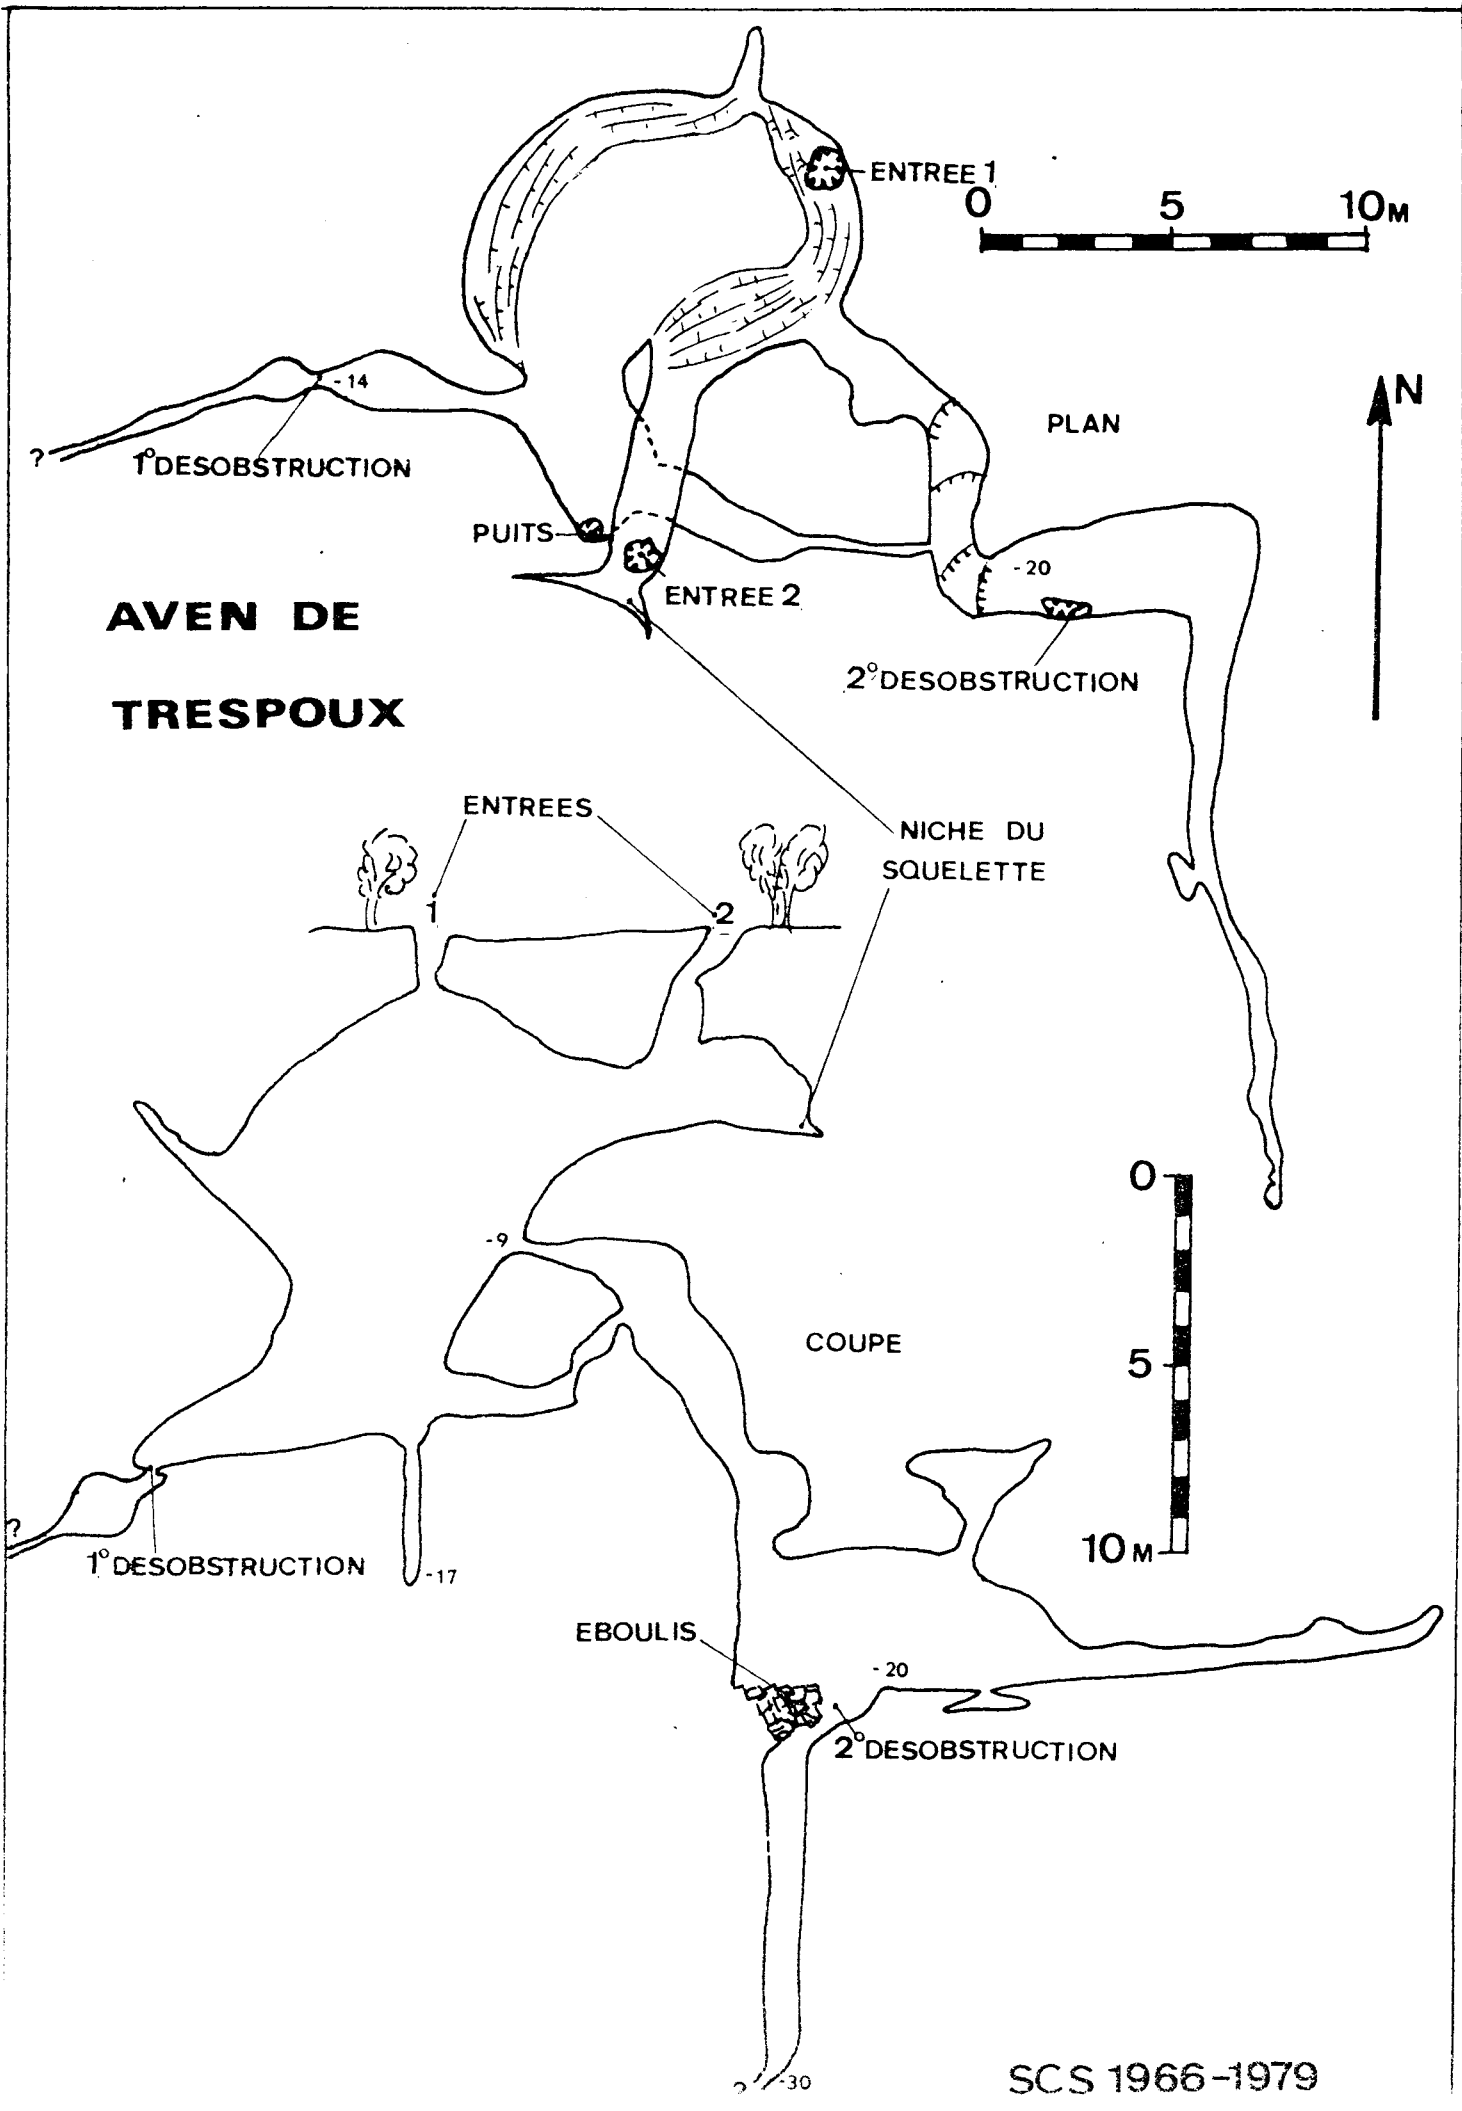 ENTREE 1
0 5 10M
N
-14
PLAN
? 1° DESOBSTRUCTION
PUITS
-20
ENTREE 2
AVEN DE
2° DESOBSTRUCTION
TRESPOUX
ENTREES
NICHE DU
SQUELETTE
1 2
0
-9
COUPE
5
?
10 M
1° DESOBSTRUCTION
-17
EBOULIS
-20
2° DESOBSTRUCTION
? -30
SCS 1966-1979